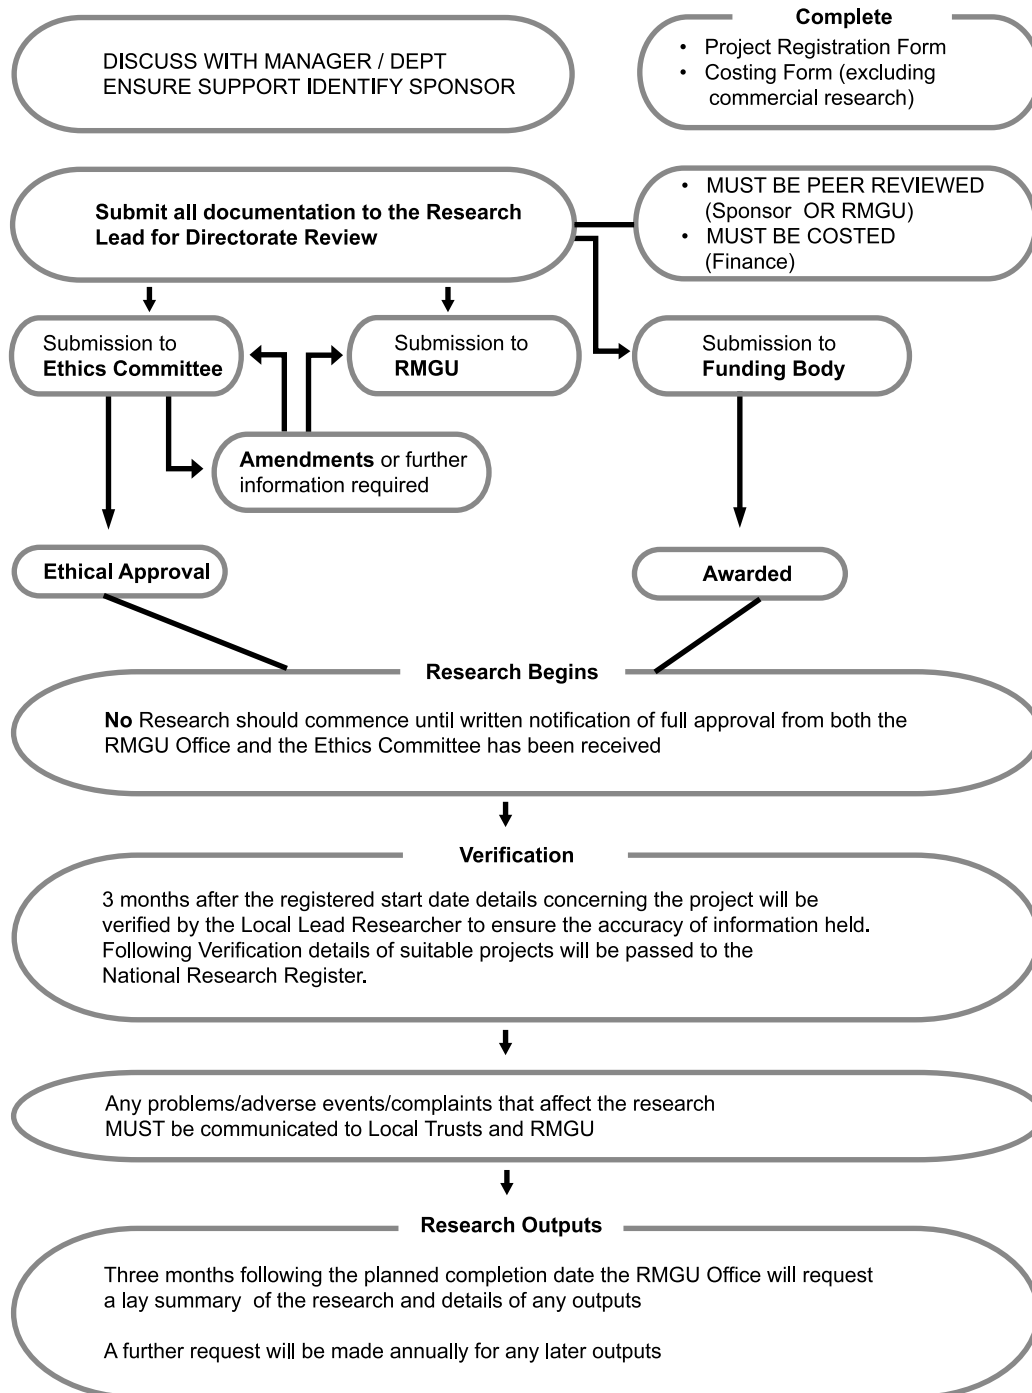 DISCUSS WITH MANAGER / DEPT
ENSURE SUPPORT IDENTIFY SPONSOR
Complete
• Project Registration Form
• Costing Form (excluding
commercial research)
Submit all documentation to the Research
Lead for Directorate Review
• MUST BE PEER REVIEWED
(Sponsor OR RMGU)
• MUST BE COSTED
(Finance)
Submission to
Ethics Committee
Submission to
RMGU
Submission to
Funding Body
Amendments or further
information required
Ethical Approval
Awarded
Research Begins
No Research should commence until written notification of full approval from both the
RMGU Office and the Ethics Committee has been received
Verification
3 months after the registered start date details concerning the project will be
verified by the Local Lead Researcher to ensure the accuracy of information held.
Following Verification details of suitable projects will be passed to the
National Research Register.
Any problems/adverse events/complaints that affect the research
MUST be communicated to Local Trusts and RMGU
Research Outputs
Three months following the planned completion date the RMGU Office will request
a lay summary of the research and details of any outputs
A further request will be made annually for any later outputs